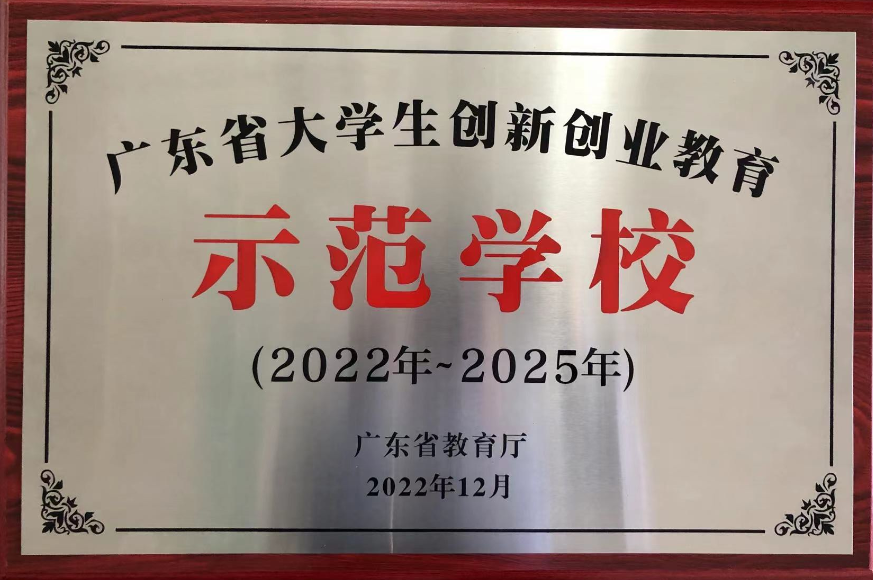 广东省大学生创新创业教育
示范学校
(2022年~2025年)
广东省教育厅
2022年12月